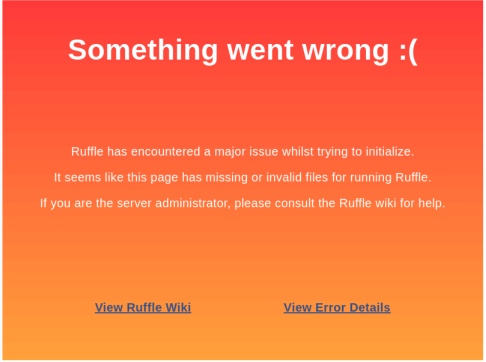 Something went wrong :(
Ruffle has encountered a major issue whilst trying to initialize.
It seems like this page has missing or invalid files for running Ruffle.
If you are the server administrator, please consult the Ruffle wiki for help.
View Ruffle Wiki
View Error Details